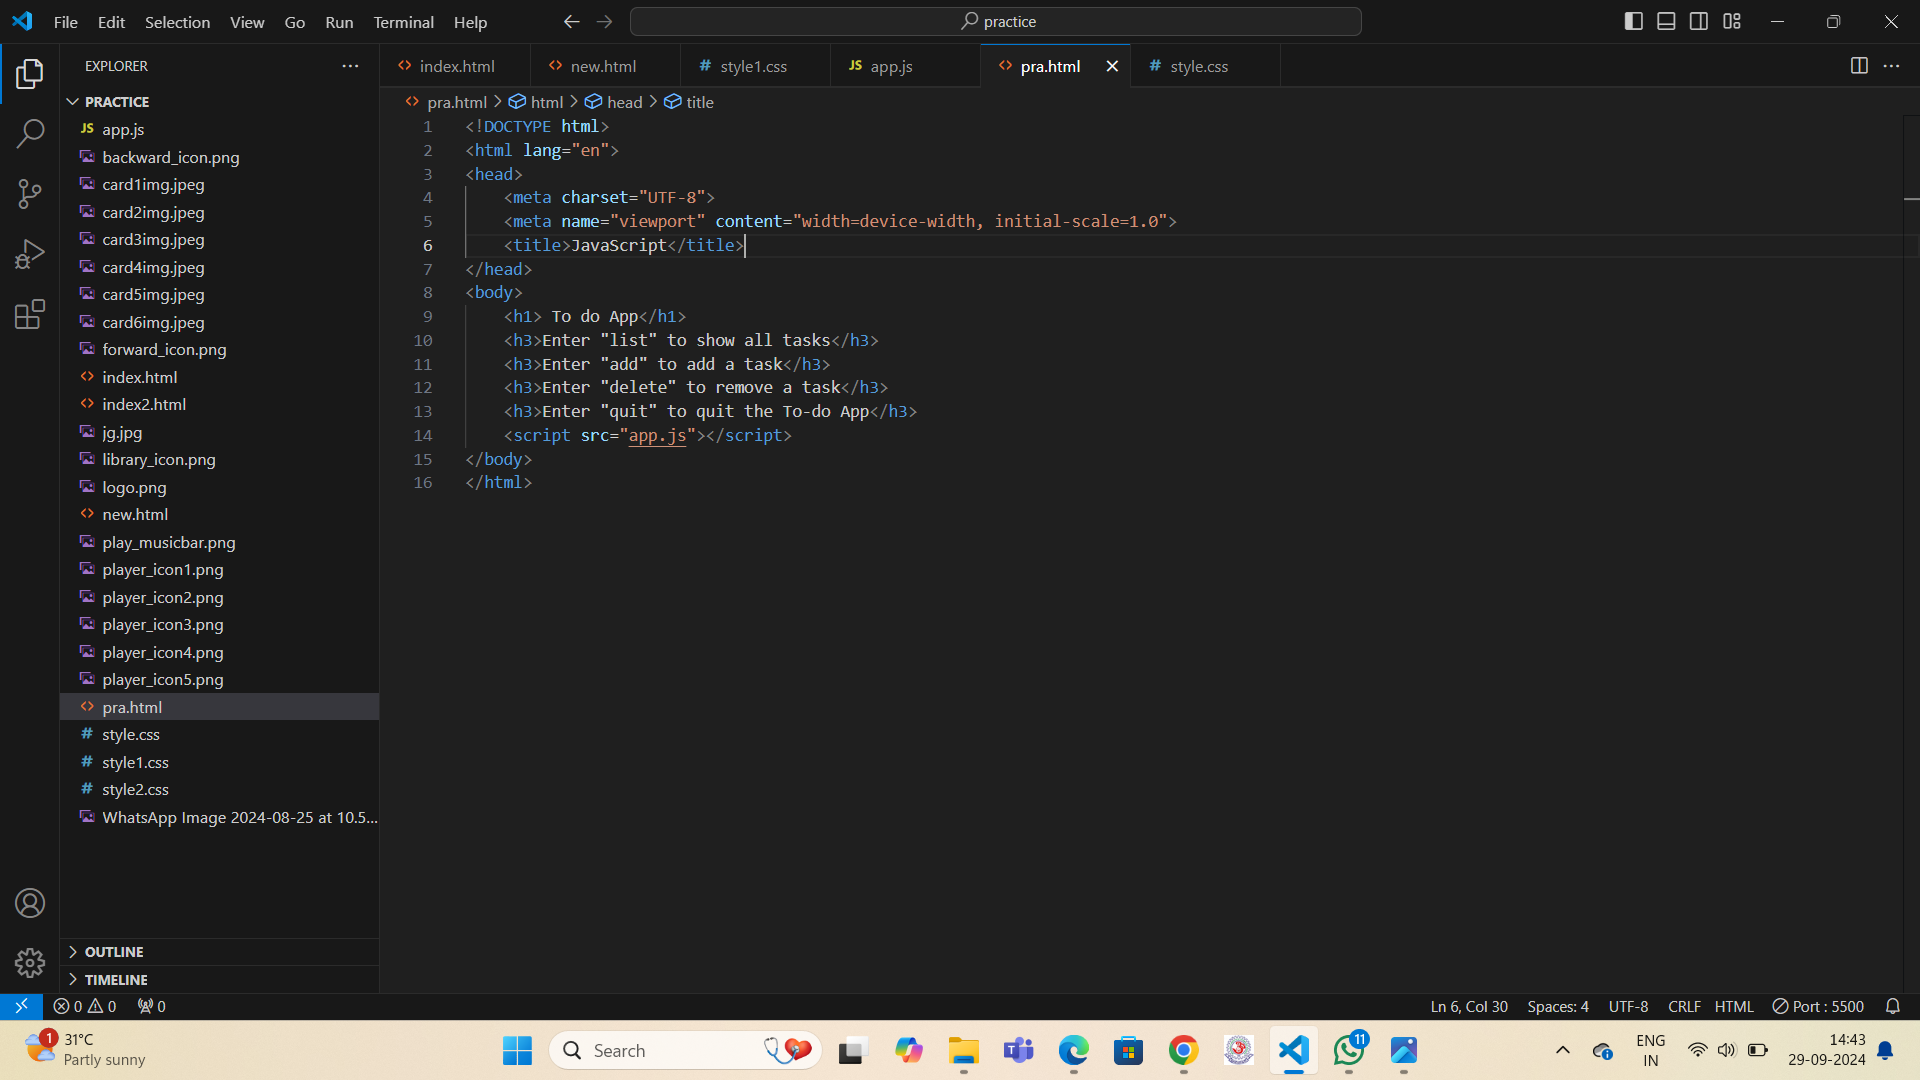 File Edit Selection View Go Run Terminal Help
practice
EXPLORER
PRACTICE
JS app.js
backward_icon.png
card1img.jpeg
card2img.jpeg
card3img.jpeg
card4img.jpeg
card5img.jpeg
card6img.jpeg
forward_icon.png
<> index.html
<> index2.html
jg.jpg
library_icon.png
logo.png
<> new.html
play_musicbar.png
player_icon1.png
player_icon2.png
player_icon3.png
player_icon4.png
player_icon5.png
<> pra.html
# style.css
# style1.css
# style2.css
WhatsApp Image 2024-08-25 at 10.5...
OUTLINE
TIMELINE
<> index.html <> new.html # style1.css JS app.js <> pra.html # style.css
<> pra.html > html > head > title
1 <!DOCTYPE html>
2 <html lang="en">
3 <head>
4 <meta charset="UTF-8">
5 <meta name="viewport" content="width=device-width, initial-scale=1.0">
6 <title>JavaScript</title>
7 </head>
8 <body>
9 <h1> To do App</h1>
10 <h3>Enter "list" to show all tasks</h3>
11 <h3>Enter "add" to add a task</h3>
12 <h3>Enter "delete" to remove a task</h3>
13 <h3>Enter "quit" to quit the To-do App</h3>
14 <script src="app.js"></script>
15 </body>
16 </html>
0 0 0 Ln 6, Col 30 Spaces: 4 UTF-8 CRLF HTML Port : 5500
1 31°C
Partly sunny
Search
11
ENG
IN
14:43
29-09-2024